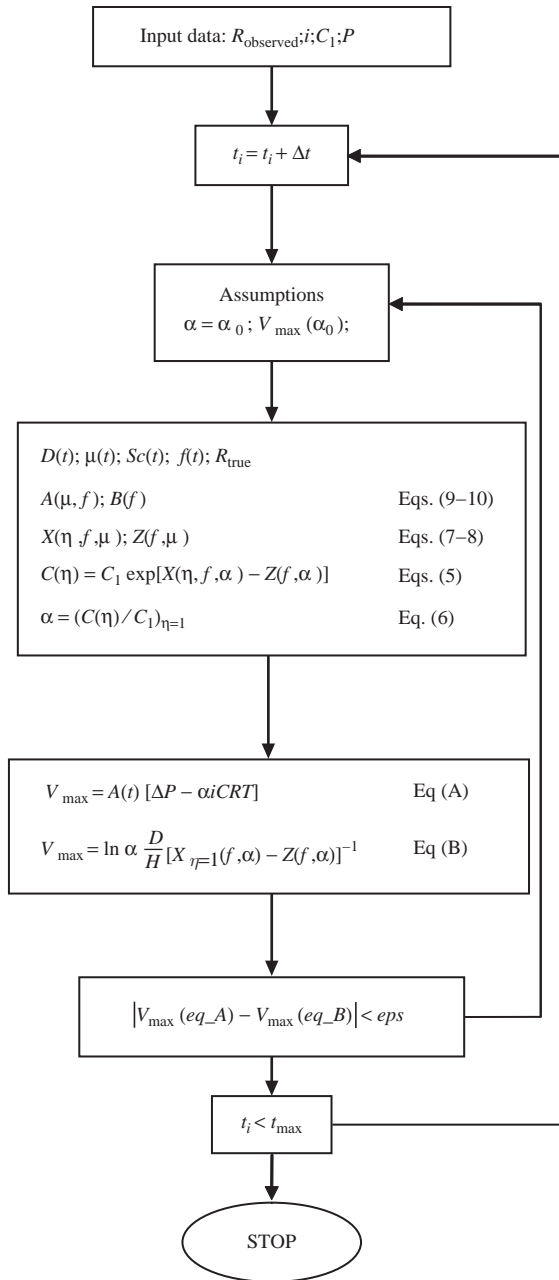 Input data: R_observed; i; C_1; P
t_i = t_i + Δt
Assumptions
α = α_0 ; V_max (α_0);
D(t); μ(t); Sc(t); f(t); R_true
A(μ, f); B(f) Eqs. (9–10)
X(η ,f,μ ); Z(f,μ ) Eqs. (7–8)
C(η) = C_1 exp[X(η, f, α) − Z(f, α )] Eqs. (5)
α = (C(η) / C_1)_η=1 Eq. (6)
V_max = A(t) [ΔP − αiCRT] Eq (A)
V_max = ln α D/H [X_η=1(f, α) − Z(f, α)]^−1 Eq (B)
|V_max (eq_A) − V_max (eq_B)| < eps
t_i < t_max
STOP